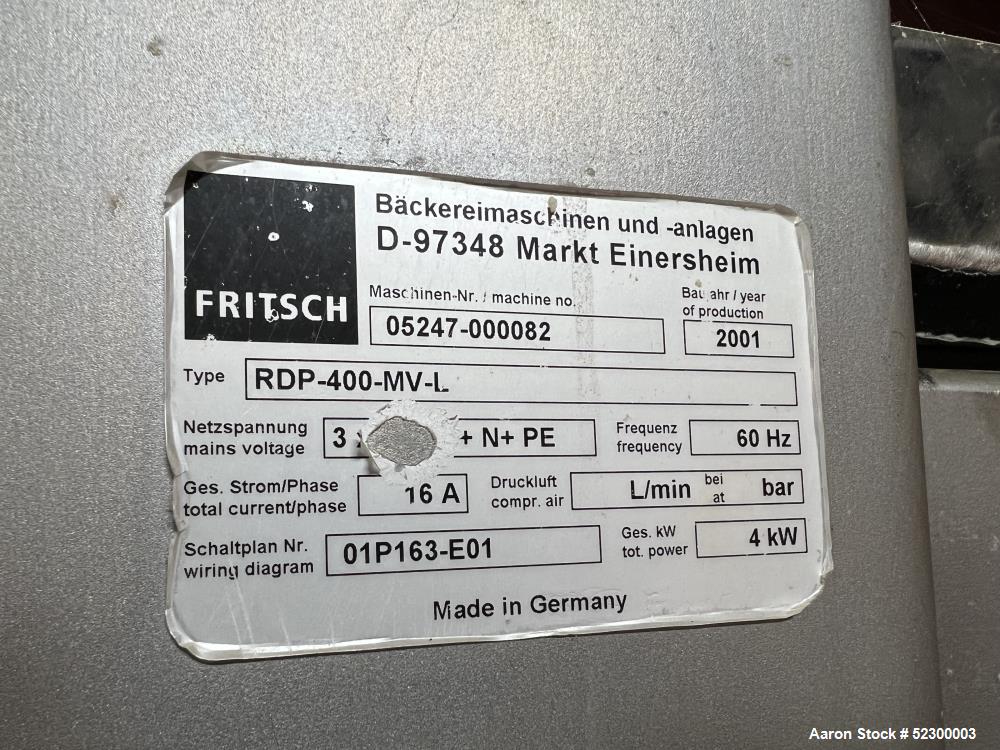 FRITSCH
Bäckereimaschinen und -anlagen
D-97348 Markt Einersheim
Maschinen-Nr. / machine no.
05247-000082
Baujahr / year
of production
2001
Type
RDP-400-MV-L
Netzspannung
mains voltage
3 + N+ PE
Frequenz
frequency
60 Hz
Ges. Strom/Phase
total current/phase
16 A
Druckluft
compr. air
L/min bei
at bar
Schaltplan Nr.
wiring diagram
01P163-E01
Ges. kW
tot. power
4 kW
Made in Germany
Aaron Stock # 52300003